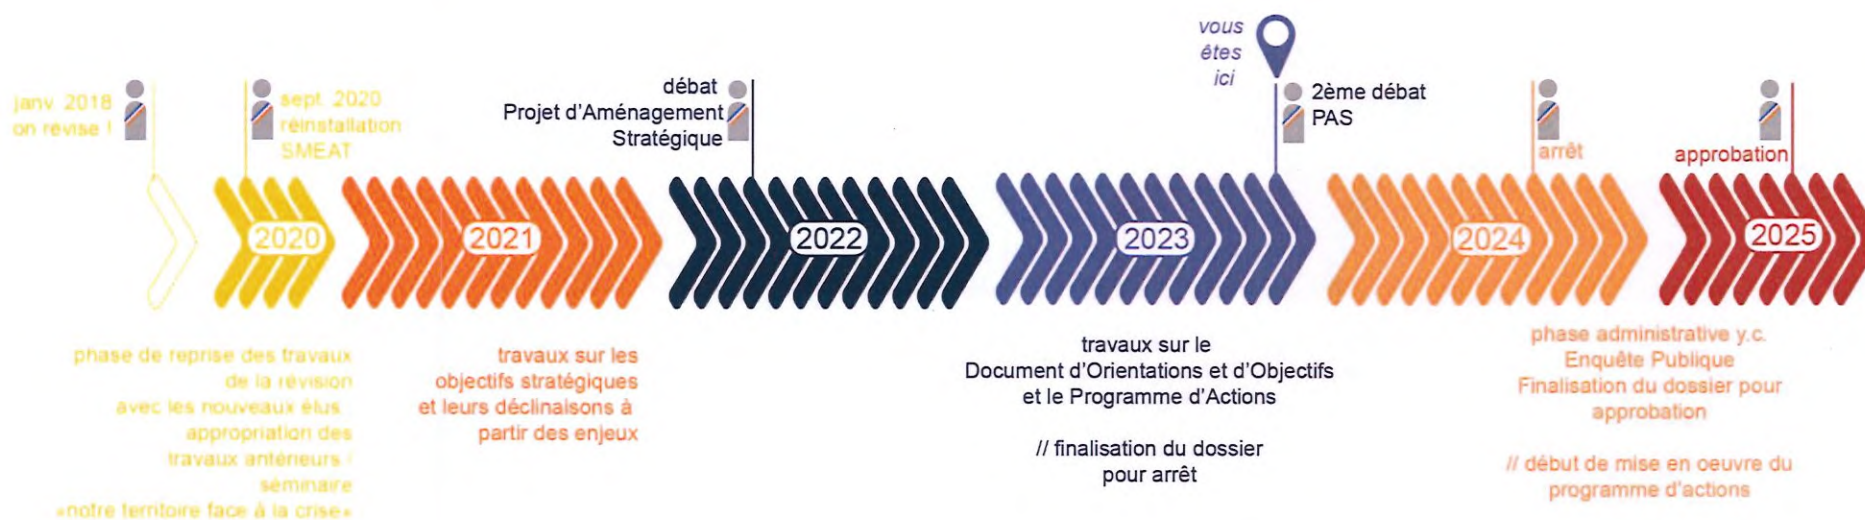 janv. 2018
on révise !
sept. 2020
réinstallation
SMEAT
débat
Projet d'Aménagement
Stratégique
vous
êtes
ici
2ème débat
PAS
arrêt
approbation
2020
2021
2022
2023
2024
2025
phase de reprise des travaux
de la révision
avec les nouveaux élus
appropriation des
travaux antérieurs /
séminaire
«notre territoire face à la crise»
travaux sur les
objectifs stratégiques
et leurs déclinaisons à
partir des enjeux
travaux sur le
Document d'Orientations et d'Objectifs
et le Programme d'Actions
// finalisation du dossier
pour arrêt
phase administrative y.c.
Enquête Publique
Finalisation du dossier pour
approbation
// début de mise en oeuvre du
programme d'actions